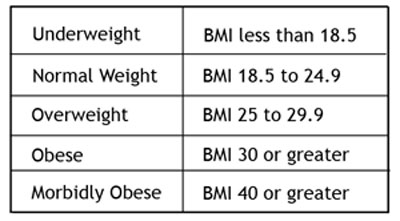 Underweight BMI less than 18.5
Normal Weight BMI 18.5 to 24.9
Overweight BMI 25 to 29.9
Obese BMI 30 or greater
Morbidly Obese BMI 40 or greater